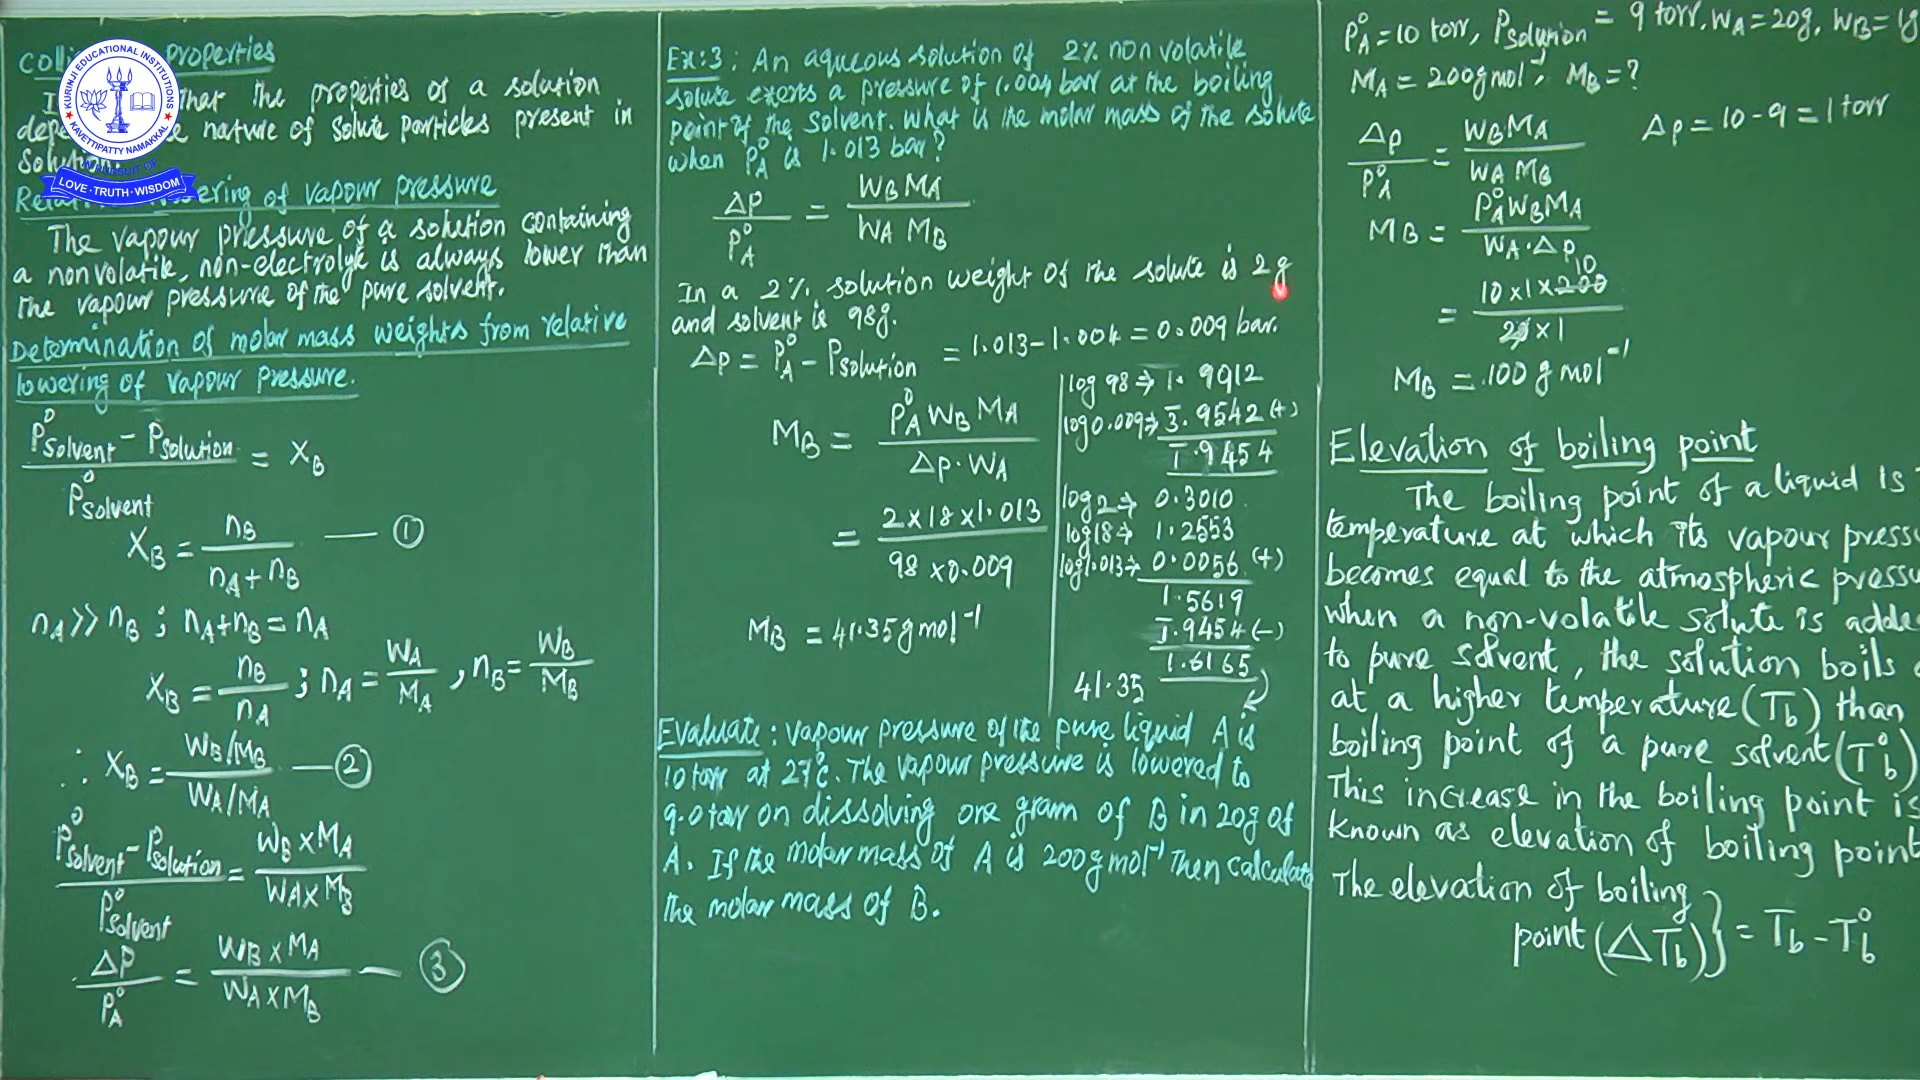 Colli Properties
I that the properties of a solution
depe e nature of solute particles present in
solution.
Rela ering of vapour pressure
The vapour pressure of a solution containing
a nonvolatile, non-electrolyte is always lower than
the vapour pressure of the pure solvent.
Determination of molar mass weights from relative
lowering of vapour pressure.
P°solvent - Psolution / P°solvent = XB
XB = nB / nA + nB — ①
nA >> nB ; nA+nB = nA
XB = nB / nA ; nA = WA / MA , nB = WB / MB
∴ XB = WB/MB / WA/MA — ②
P°solvent - Psolution / P°solvent = WB × MA / WA × MB
ΔP / P°A = WB × MA / WA × MB — ③
KURINJI EDUCATIONAL INSTITUTIONS
KAVETTIPATTY NAMAKKAL
IN PURSUIT OF
LOVE · TRUTH · WISDOM
Ex:3 : An aqueous solution of 2% non volatile
solute exerts a pressure of 1.004 bar at the boiling
point of the solvent. What is the molar mass of the solute
when P°A is 1.013 bar?
ΔP / P°A = WB MA / WA MB
In a 2% solution weight of the solute is 2g
and solvent is 98g.
ΔP = P°A - Psolution = 1.013 - 1.004 = 0.009 bar.
MB = P°A WB MA / ΔP · WA
= 2 × 18 × 1.013 / 98 × 0.009
MB = 41.35 g mol⁻¹
log 98 ⇒ 1.9912
log 0.009 ⇒ 3̅.9542 (+)
1̅.9454
log 2 ⇒ 0.3010
log 18 ⇒ 1.2553
log 1.013 ⇒ 0.0056 (+)
1.5619
1̅.9454 (-)
1.6165
41.35
Evaluate : Vapour pressure of the pure liquid A is
10 torr at 27°C. The vapour pressure is lowered to
9.0 torr on dissolving one gram of B in 20g of
A. If the molar mass of A is 200 g mol⁻¹ then calculate
the molar mass of B.
P°A = 10 torr, Psolution = 9 torr, WA = 20g, WB = 1g
MA = 200 g mol⁻¹, MB = ?
ΔP / P°A = WB MA / WA MB
ΔP = 10 - 9 = 1 torr
MB = P°A WB MA / WA · ΔP
10
= 10 × 1 × 200 / 20 × 1
MB = 100 g mol⁻¹
Elevation of boiling point
The boiling point of a liquid is
temperature at which its vapour pressu
becomes equal to the atmospheric pressu
when a non-volatile solute is adde
to pure solvent, the solution boils
at a higher temperature (Tb) than
boiling point of a pure solvent (T°b)
This increase in the boiling point is
known as elevation of boiling point
The elevation of boiling
point (ΔTb) } = Tb - T°b